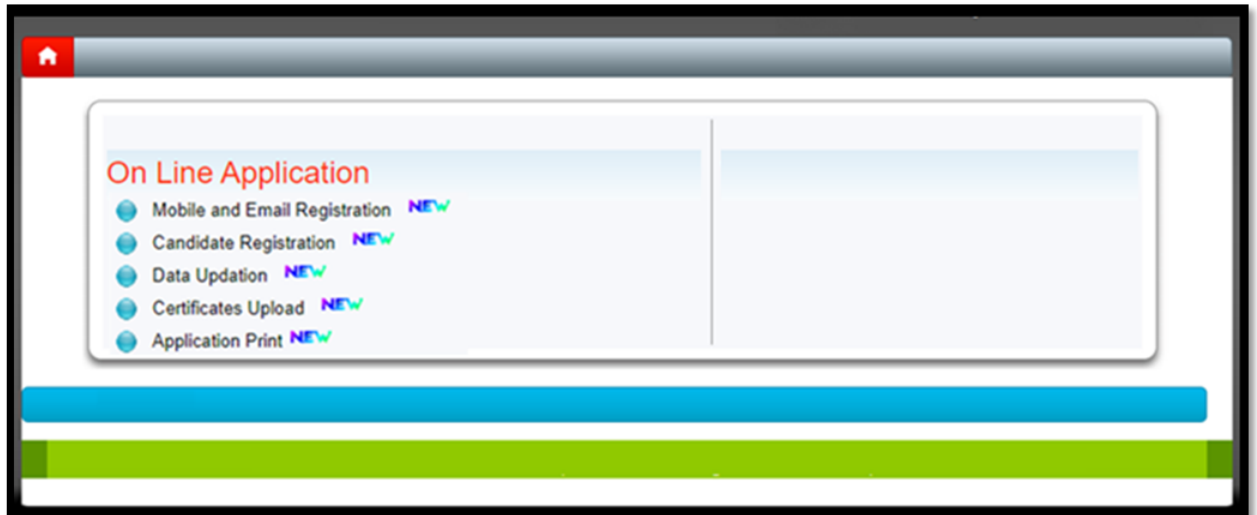 On Line Application
Mobile and Email Registration NEW
Candidate Registration NEW
Data Updation NEW
Certificates Upload NEW
Application Print NEW